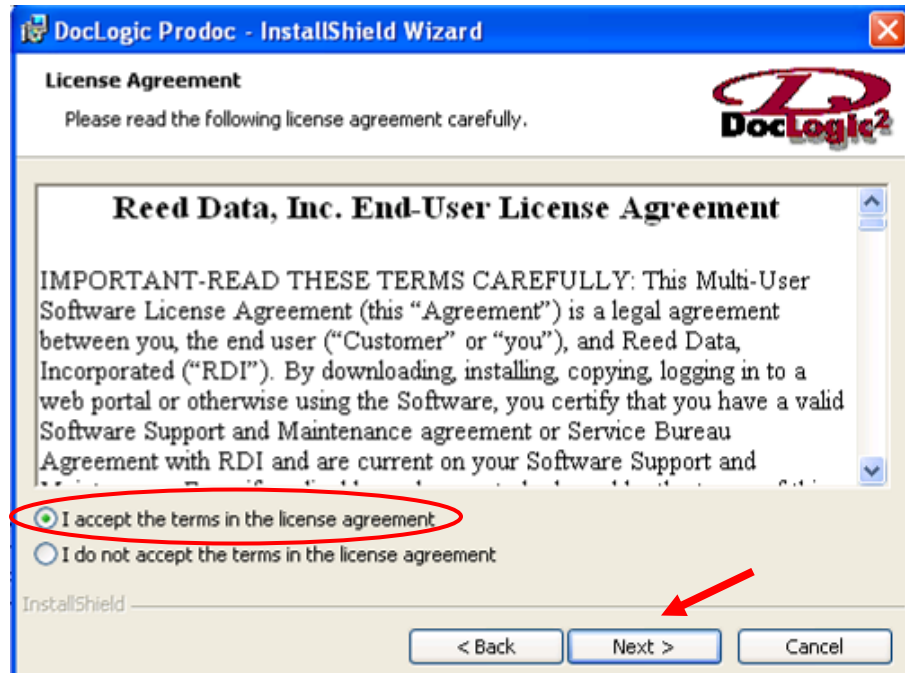 DocLogic Prodoc - InstallShield Wizard
License Agreement
Please read the following license agreement carefully.
DocLogic2
Reed Data, Inc. End-User License Agreement
IMPORTANT-READ THESE TERMS CAREFULLY: This Multi-User
Software License Agreement (this “Agreement”) is a legal agreement
between you, the end user (“Customer” or “you”), and Reed Data,
Incorporated (“RDI”). By downloading, installing, copying, logging in to a
web portal or otherwise using the Software, you certify that you have a valid
Software Support and Maintenance agreement or Service Bureau
Agreement with RDI and are current on your Software Support and
I accept the terms in the license agreement
I do not accept the terms in the license agreement
InstallShield
< Back
Next >
Cancel